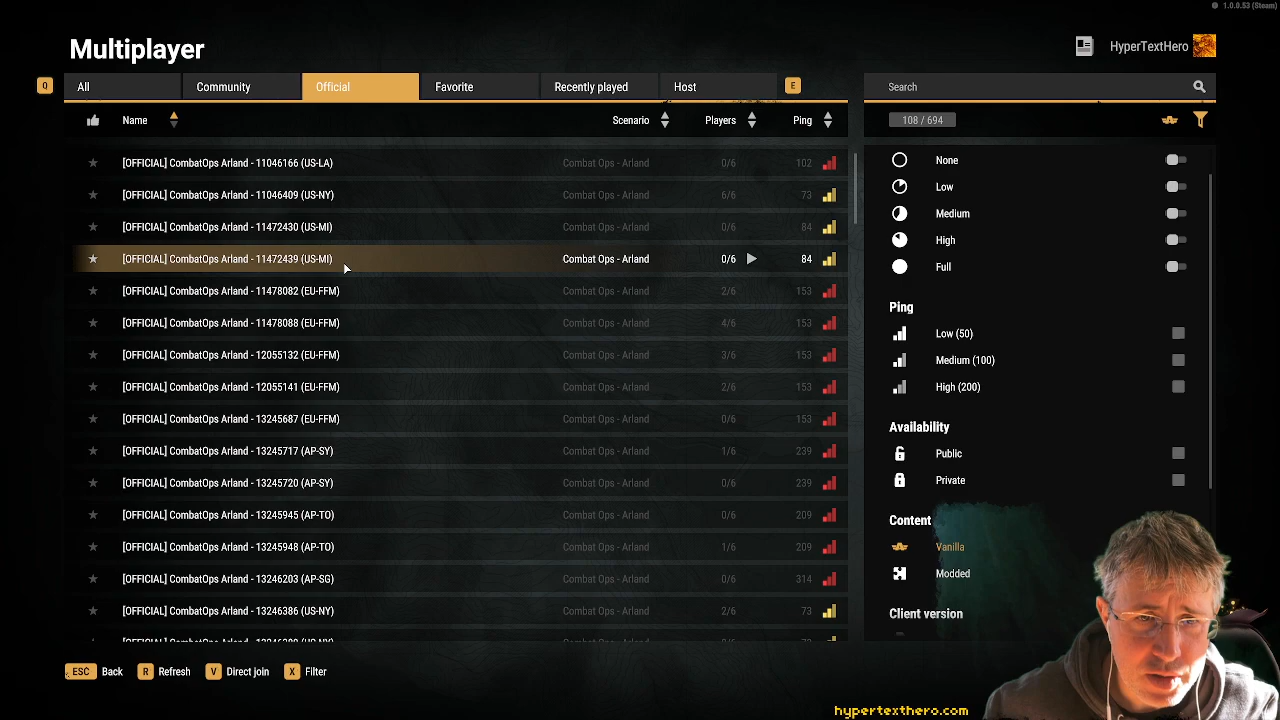 1.0.0.53 (Steam)
Multiplayer
HyperTextHero
Q
All
Community
Official
Favorite
Recently played
Host
E
Search
Name
Scenario
Players
Ping
108 / 694
[OFFICIAL] CombatOps Arland - 11046166 (US-LA) Combat Ops - Arland 0/6 102
[OFFICIAL] CombatOps Arland - 11046409 (US-NY) Combat Ops - Arland 6/6 73
[OFFICIAL] CombatOps Arland - 11472430 (US-MI) Combat Ops - Arland 0/6 84
[OFFICIAL] CombatOps Arland - 11472439 (US-MI) Combat Ops - Arland 0/6 84
[OFFICIAL] CombatOps Arland - 11478082 (EU-FFM) Combat Ops - Arland 2/6 153
[OFFICIAL] CombatOps Arland - 11478088 (EU-FFM) Combat Ops - Arland 4/6 153
[OFFICIAL] CombatOps Arland - 12055132 (EU-FFM) Combat Ops - Arland 3/6 153
[OFFICIAL] CombatOps Arland - 12055141 (EU-FFM) Combat Ops - Arland 2/6 153
[OFFICIAL] CombatOps Arland - 13245687 (EU-FFM) Combat Ops - Arland 0/6 153
[OFFICIAL] CombatOps Arland - 13245717 (AP-SY) Combat Ops - Arland 1/6 239
[OFFICIAL] CombatOps Arland - 13245720 (AP-SY) Combat Ops - Arland 0/6 239
[OFFICIAL] CombatOps Arland - 13245945 (AP-TO) Combat Ops - Arland 0/6 209
[OFFICIAL] CombatOps Arland - 13245948 (AP-TO) Combat Ops - Arland 1/6 209
[OFFICIAL] CombatOps Arland - 13246203 (AP-SG) Combat Ops - Arland 0/6 314
[OFFICIAL] CombatOps Arland - 13246386 (US-NY) Combat Ops - Arland 2/6 73
None
Low
Medium
High
Full
Ping
Low (50)
Medium (100)
High (200)
Availability
Public
Private
Content
Vanilla
Modded
Client version
ESC Back
R Refresh
V Direct join
X Filter
hypertexthero.com